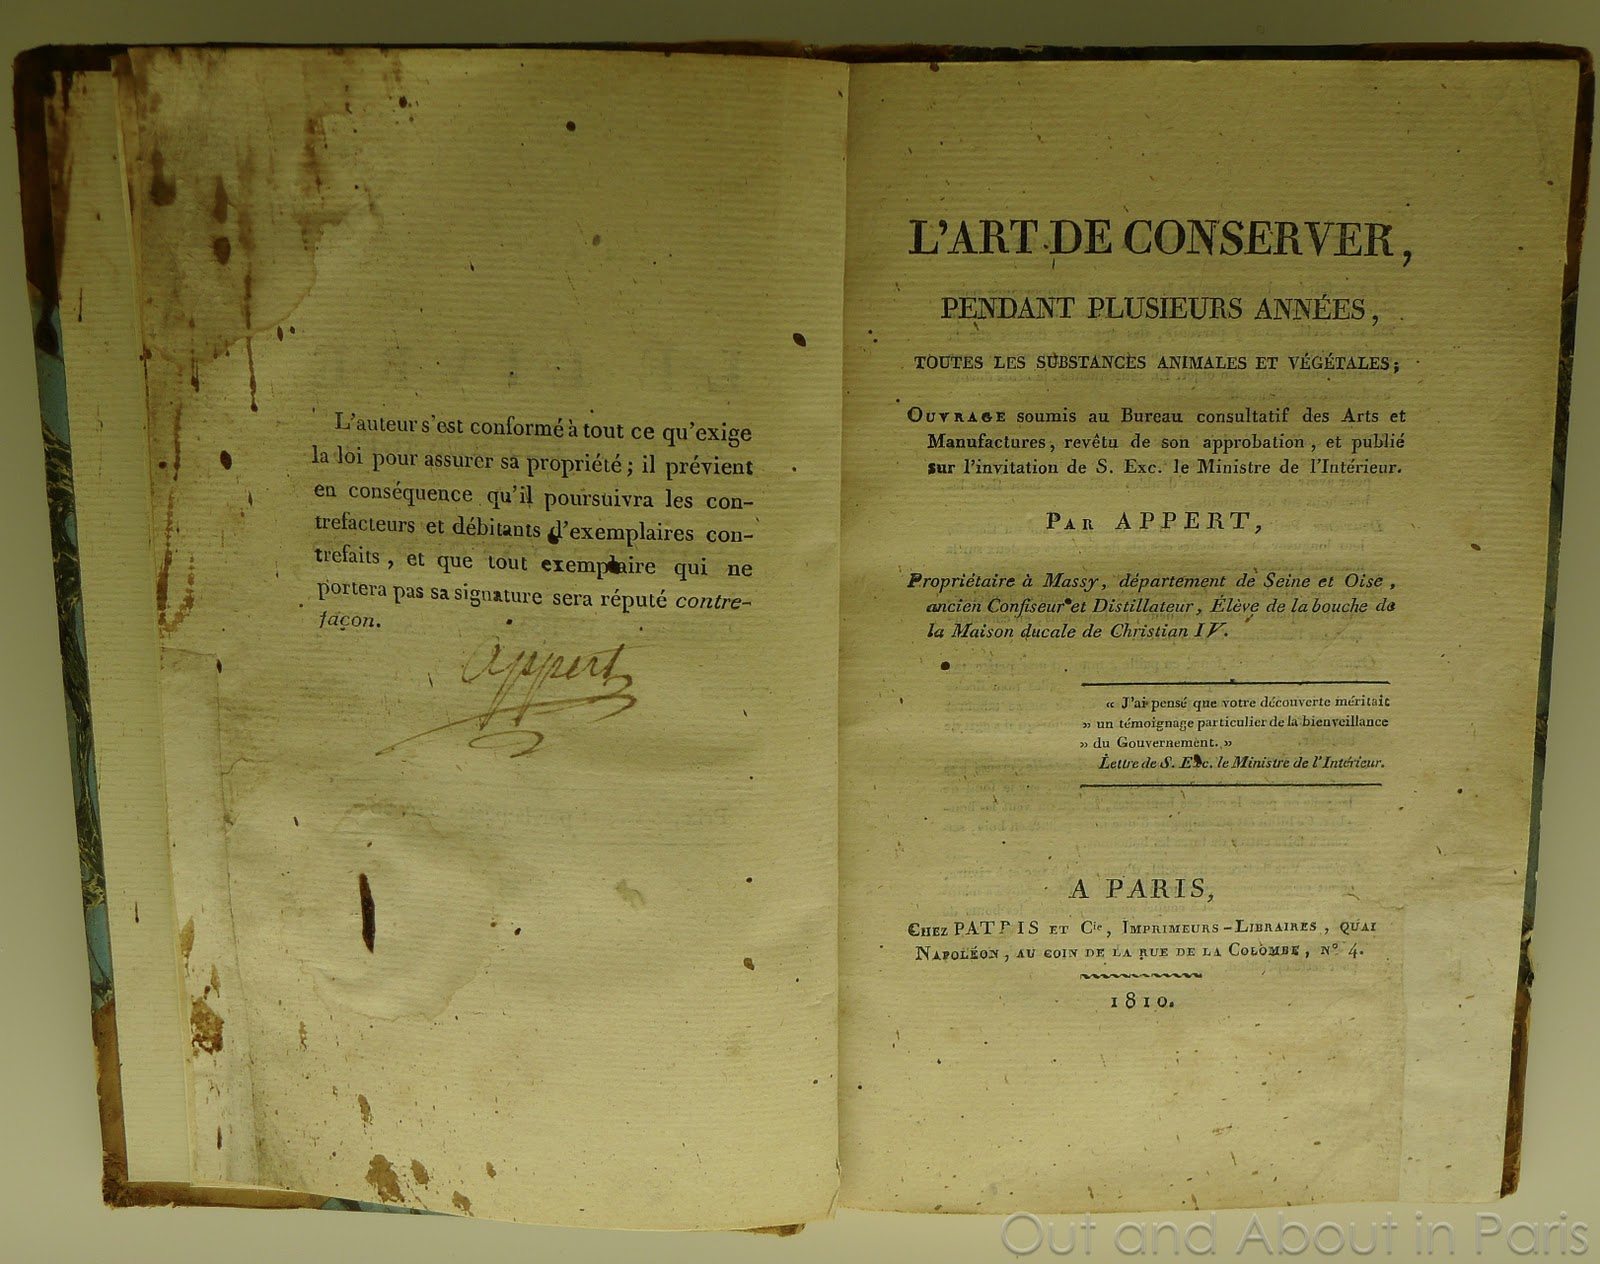 L'auteur s'est conformé à tout ce qu'exige
la loi pour assurer sa propriété; il prévient
en conséquence qu'il poursuivra les con-
trefacteurs et débitants d'exemplaires con-
trefaits, et que tout exemplaire qui ne
portera pas sa signature sera réputé contre-
façon.
Appert
L'ART DE CONSERVER,
PENDANT PLUSIEURS ANNÉES,
TOUTES LES SUBSTANCES ANIMALES ET VÉGÉTALES;
OUVRAGE soumis au Bureau consultatif des Arts et
Manufactures, revêtu de son approbation, et publié
sur l'invitation de S. Exc. le Ministre de l'Intérieur.
PAR APPERT,
Propriétaire à Massy, département de Seine et Oise,
ancien Confiseur et Distillateur, Élève de la bouche de
la Maison ducale de Christian IV.
« J'ai pensé que votre découverte méritait
» un témoignage particulier de la bienveillance
» du Gouvernement. »
Lettre de S. Exc. le Ministre de l'Intérieur.
A PARIS,
CHEZ PATRIS ET Cie, IMPRIMEURS-LIBRAIRES, QUAI
NAPOLÉON, AU COIN DE LA RUE DE LA COLOMBE, N° 4.
1810.
Out and About in Paris